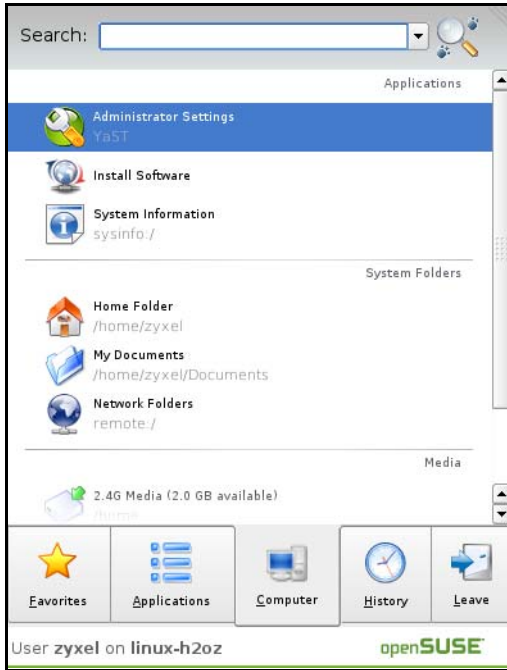 Search:
Applications
Administrator Settings
YaST
Install Software
System Information
sysinfo:/
System Folders
Home Folder
/home/zyxel
My Documents
/home/zyxel/Documents
Network Folders
remote:/
Media
2.4G Media (2.0 GB available)
/home
Favorites
Applications
Computer
History
Leave
User zyxel on linux-h2oz
openSUSE